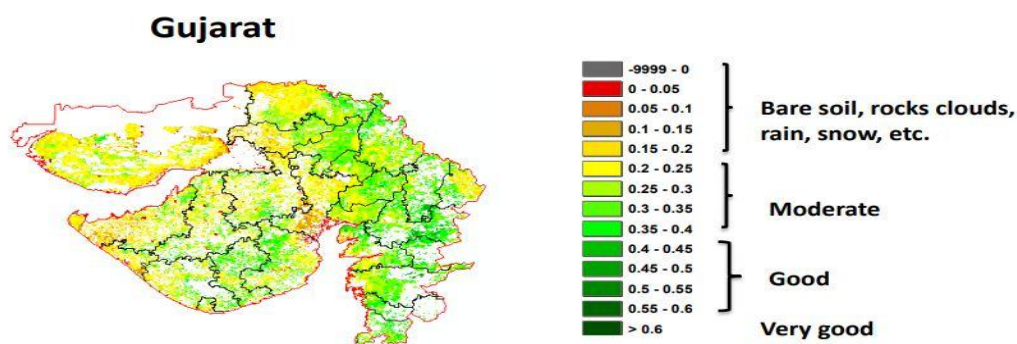 Gujarat
-9999 - 0
0 - 0.05
0.05 - 0.1
0.1 - 0.15
0.15 - 0.2
0.2 - 0.25
0.25 - 0.3
0.3 - 0.35
0.35 - 0.4
0.4 - 0.45
0.45 - 0.5
0.5 - 0.55
0.55 - 0.6
> 0.6
Bare soil, rocks clouds,
rain, snow, etc.
Moderate
Good
Very good